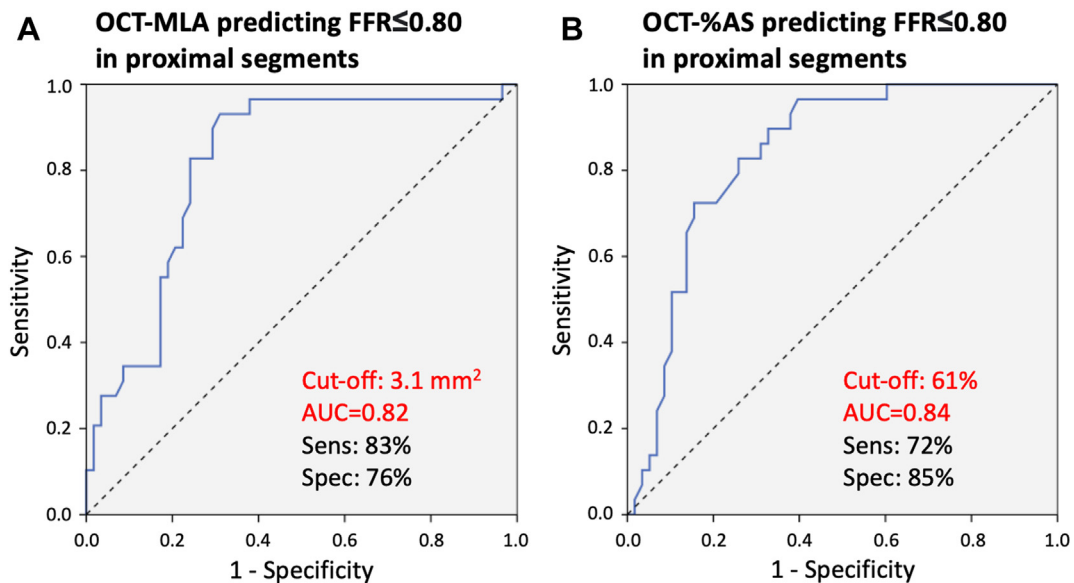 A
OCT-MLA predicting FFR≤0.80
in proximal segments
1.0
0.8
0.6
0.4
0.2
0.0
Sensitivity
Cut-off: 3.1 mm²
AUC=0.82
Sens: 83%
Spec: 76%
0.0 0.2 0.4 0.6 0.8 1.0
1 - Specificity
B
OCT-%AS predicting FFR≤0.80
in proximal segments
1.0
0.8
0.6
0.4
0.2
0.0
Sensitivity
Cut-off: 61%
AUC=0.84
Sens: 72%
Spec: 85%
0.0 0.2 0.4 0.6 0.8 1.0
1 - Specificity